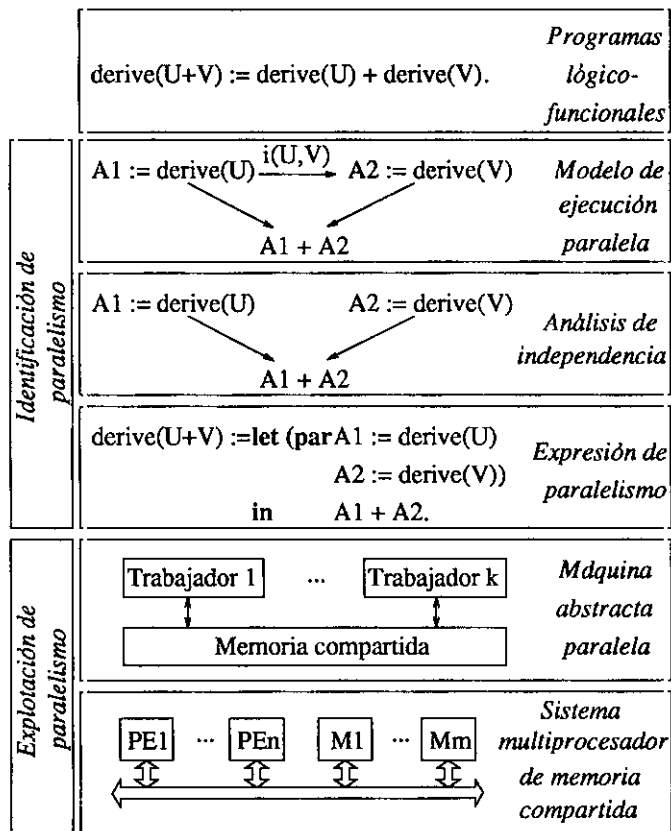 derive(U+V) := derive(U) + derive(V).
Programas
lógico-
funcionales
Identificación de
paralelismo
A1 := derive(U) i(U,V) A2 := derive(V)
A1 + A2
Modelo de
ejecución
paralela
A1 := derive(U) A2 := derive(V)
A1 + A2
Análisis de
independencia
derive(U+V) := let (par A1 := derive(U)
A2 := derive(V))
in A1 + A2.
Expresión de
paralelismo
Explotación de
paralelismo
Trabajador 1 ... Trabajador k
Memoria compartida
Máquina
abstracta
paralela
PE1 ... PEn M1 ... Mm
Sistema
multiprocesador
de memoria
compartida